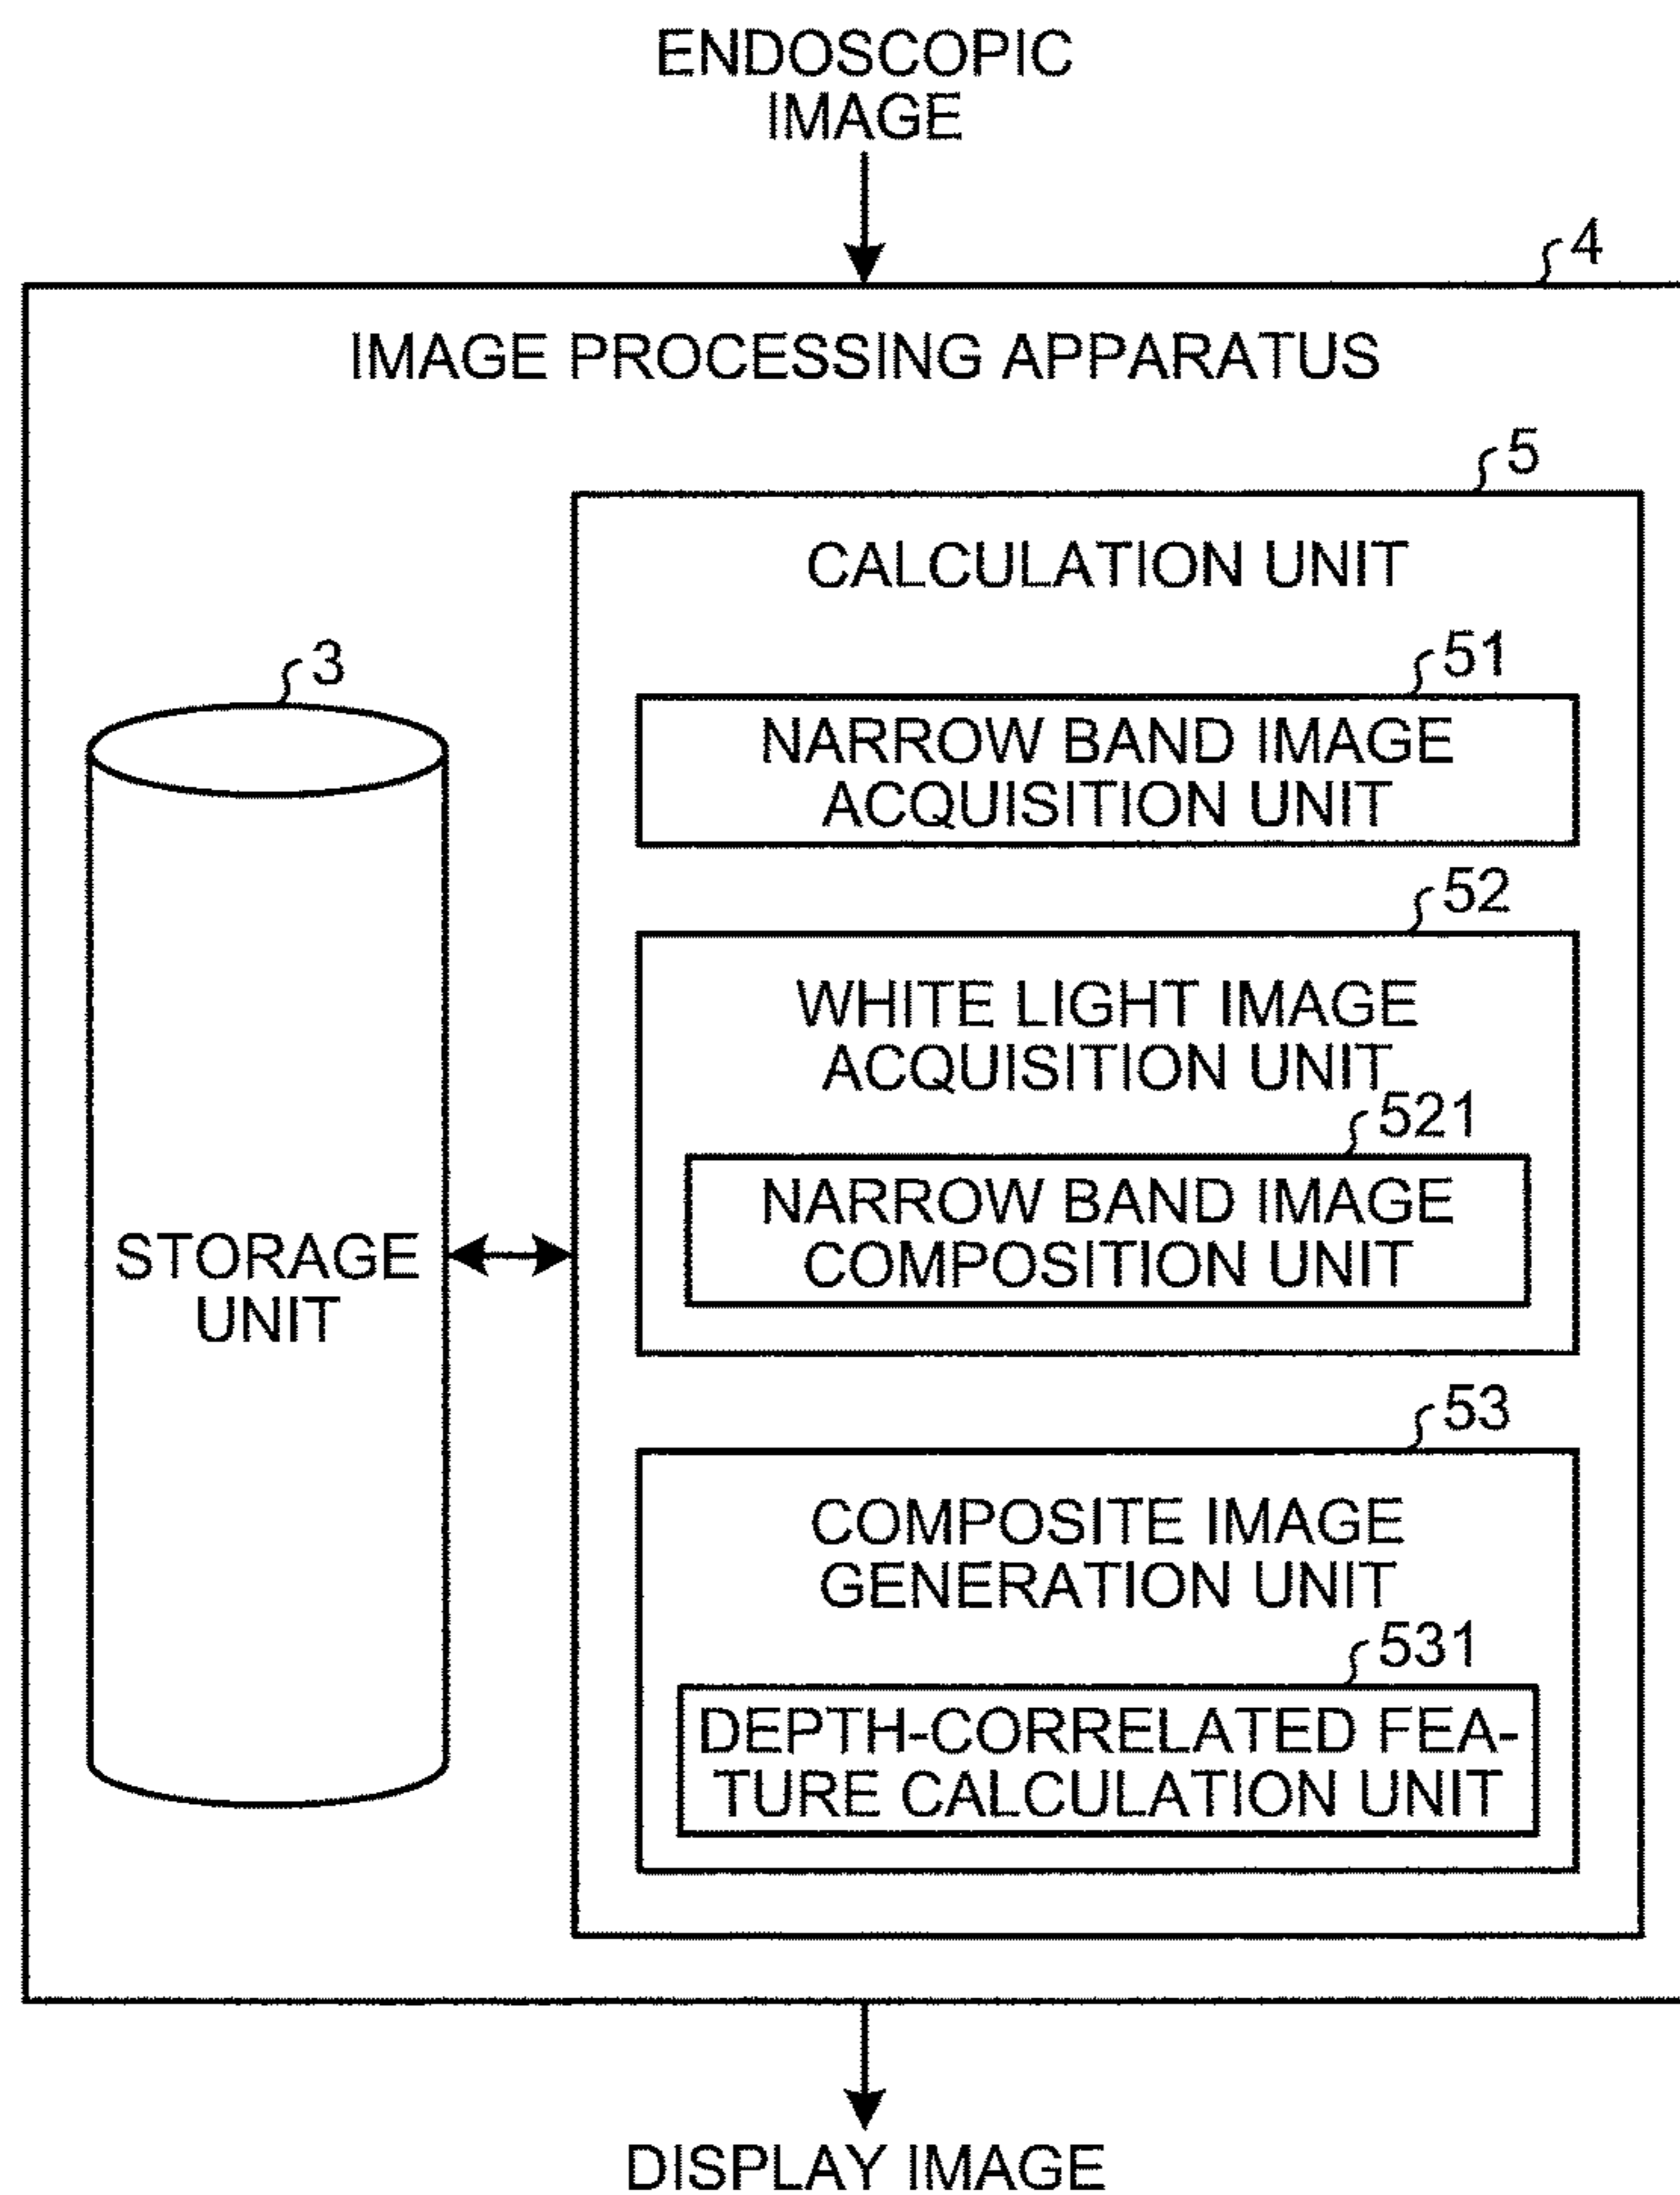 ENDOSCOPIC
IMAGE
4
IMAGE PROCESSING APPARATUS
5
CALCULATION UNIT
3
STORAGE
UNIT
51
NARROW BAND IMAGE
ACQUISITION UNIT
52
WHITE LIGHT IMAGE
ACQUISITION UNIT
521
NARROW BAND IMAGE
COMPOSITION UNIT
53
COMPOSITE IMAGE
GENERATION UNIT
531
DEPTH-CORRELATED FEA-
TURE CALCULATION UNIT
DISPLAY IMAGE